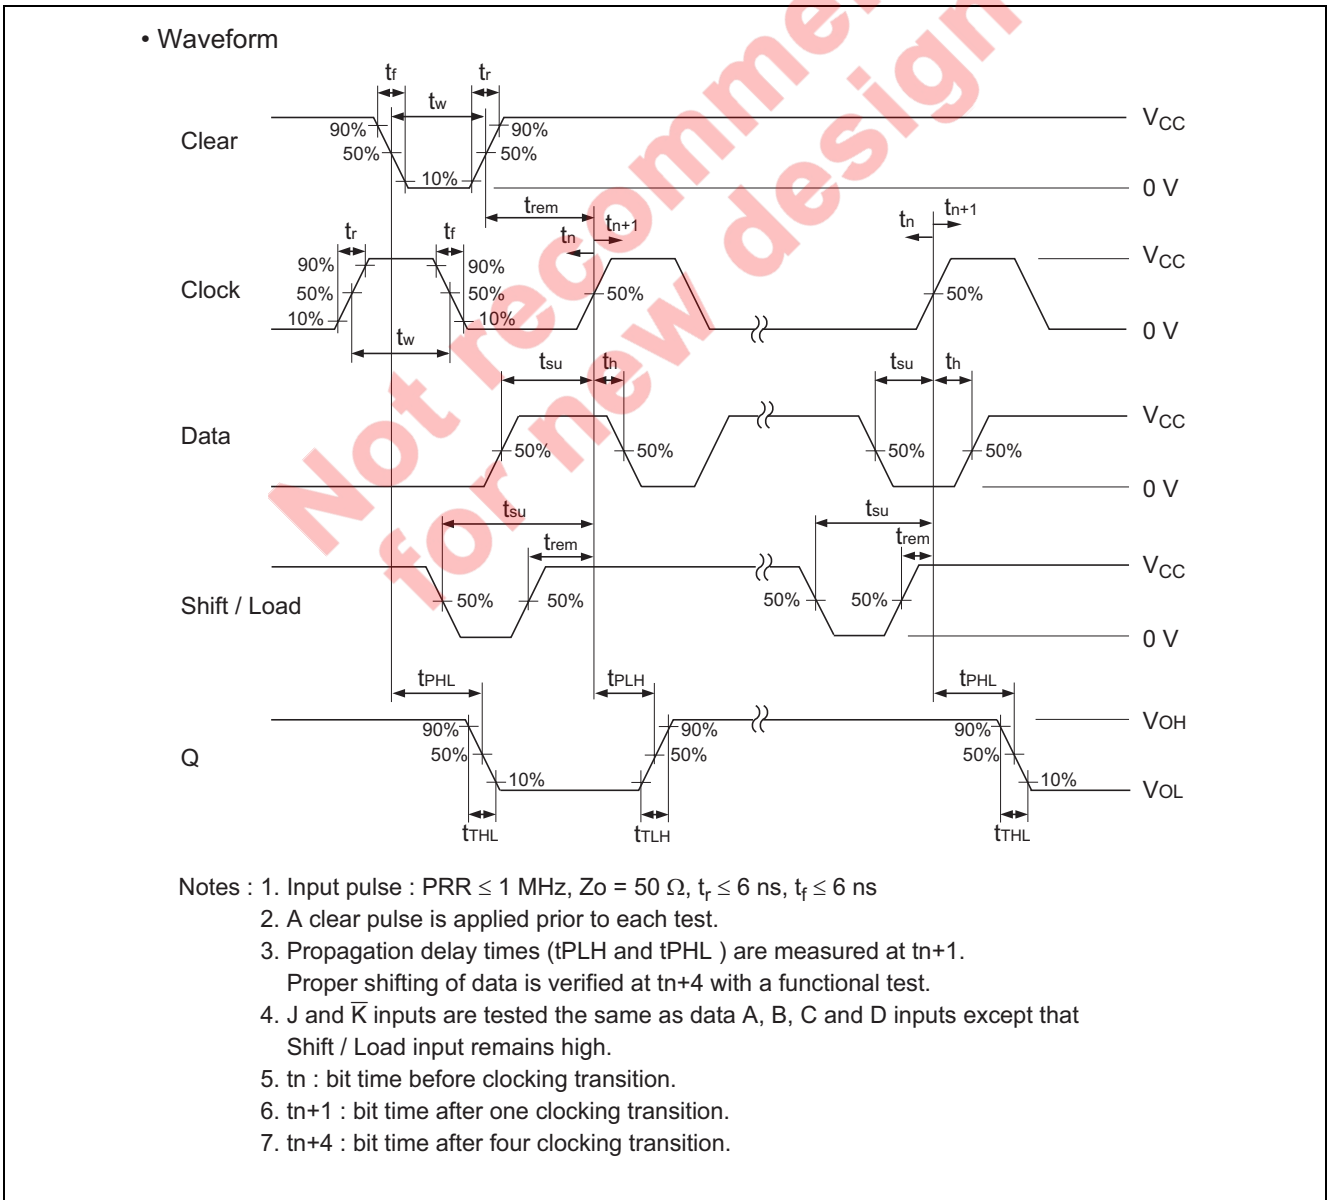 • Waveform
tf tr
tw
Clear 90% 90% VCC
50% 50%
10% 0 V
trem
tn tn+1 tn tn+1
tr tf
Clock 90% 90% VCC
50% 50% 50% 50%
10% 10% 0 V
tw
tsu th tsu th
Data VCC
50% 50% 50% 50%
0 V
tsu tsu
trem trem
VCC
Shift / Load 50% 50% 50% 50%
0 V
tPHL tPLH tPHL
Q 90% 90% 90% VOH
50% 50% 50%
10% 10% VOL
tTHL tTLH tTHL
Notes : 1. Input pulse : PRR ≤ 1 MHz, Zo = 50 Ω, tr ≤ 6 ns, tf ≤ 6 ns
2. A clear pulse is applied prior to each test.
3. Propagation delay times (tPLH and tPHL ) are measured at tn+1.
Proper shifting of data is verified at tn+4 with a functional test.
4. J and K̅ inputs are tested the same as data A, B, C and D inputs except that
Shift / Load input remains high.
5. tn : bit time before clocking transition.
6. tn+1 : bit time after one clocking transition.
7. tn+4 : bit time after four clocking transition.
Not recomme
for new design